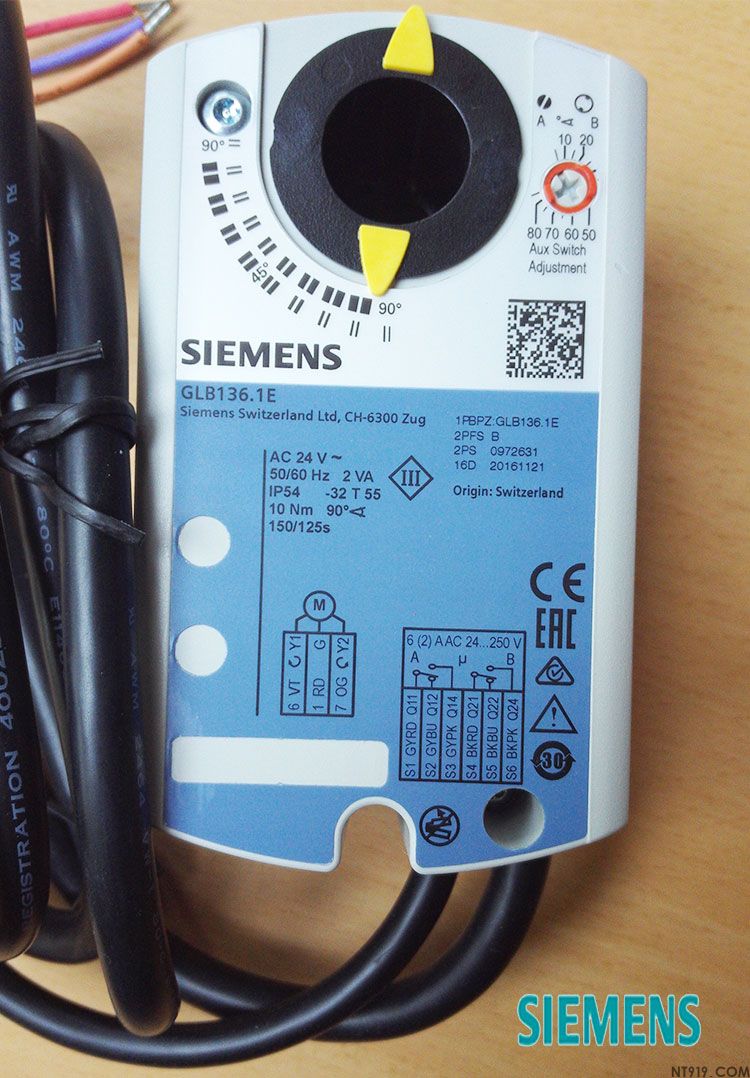 A B
10 20
80 70 60 50
Aux Switch
Adjustment
90°
45°
90°
SIEMENS
GLB136.1E
Siemens Switzerland Ltd, CH-6300 Zug
1PBPZ:GLB136.1E
2PFS B
2PS 0972631
16D 20161121
Origin: Switzerland
AC 24 V ~
50/60 Hz 2 VA
IP54 -32 T 55
10 Nm 90°
150/125s
III
M
6 VT Y1
1 RD G
7 OG Y2
6 (2) A AC 24...250 V
A µ B
S1 GYRD Q11
S2 GYBU Q12
S3 GYPK Q14
S4 BKRD Q21
S5 BKBU Q22
S6 BKPK Q24
CE
EAC
30
AWM
80°C
REGISTRATION
SIEMENS
NT919.COM